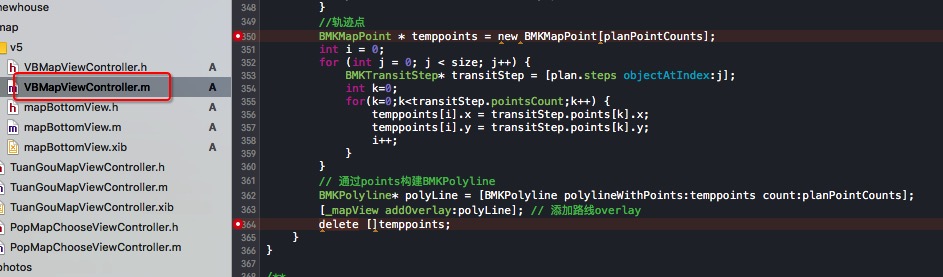 newhouse
map
v5
VBMapViewController.h A
VBMapViewController.m A
mapBottomView.h A
mapBottomView.m A
mapBottomView.xib A
TuanGouMapViewController.h
TuanGouMapViewController.m
TuanGouMapViewController.xib
PopMapChooseViewController.h
PopMapChooseViewController.m
photos
348 }
349 //轨迹点
350 BMKMapPoint * temppoints = new BMKMapPoint[planPointCounts];
351 int i = 0;
352 for (int j = 0; j < size; j++) {
353 BMKTransitStep* transitStep = [plan.steps objectAtIndex:j];
354 int k=0;
355 for(k=0;k<transitStep.pointsCount;k++) {
356 temppoints[i].x = transitStep.points[k].x;
357 temppoints[i].y = transitStep.points[k].y;
358 i++;
359 }
360 }
361 // 通过points构建BMKPolyline
362 BMKPolyline* polyLine = [BMKPolyline polylineWithPoints:temppoints count:planPointCounts];
363 [_mapView addOverlay:polyLine]; // 添加路线overlay
364 delete []temppoints;
365 }
366 }
367
368 /**